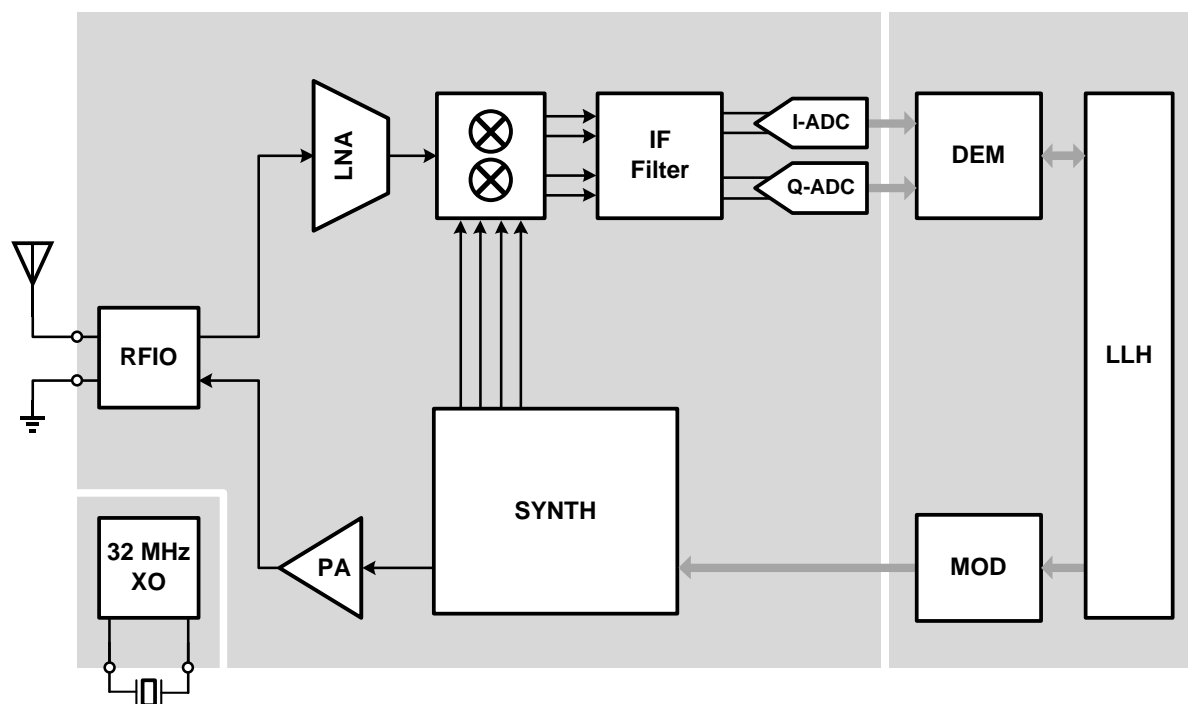 LNA
IF
Filter
I-ADC
Q-ADC
DEM
LLH
RFIO
SYNTH
PA
MOD
32 MHz
XO